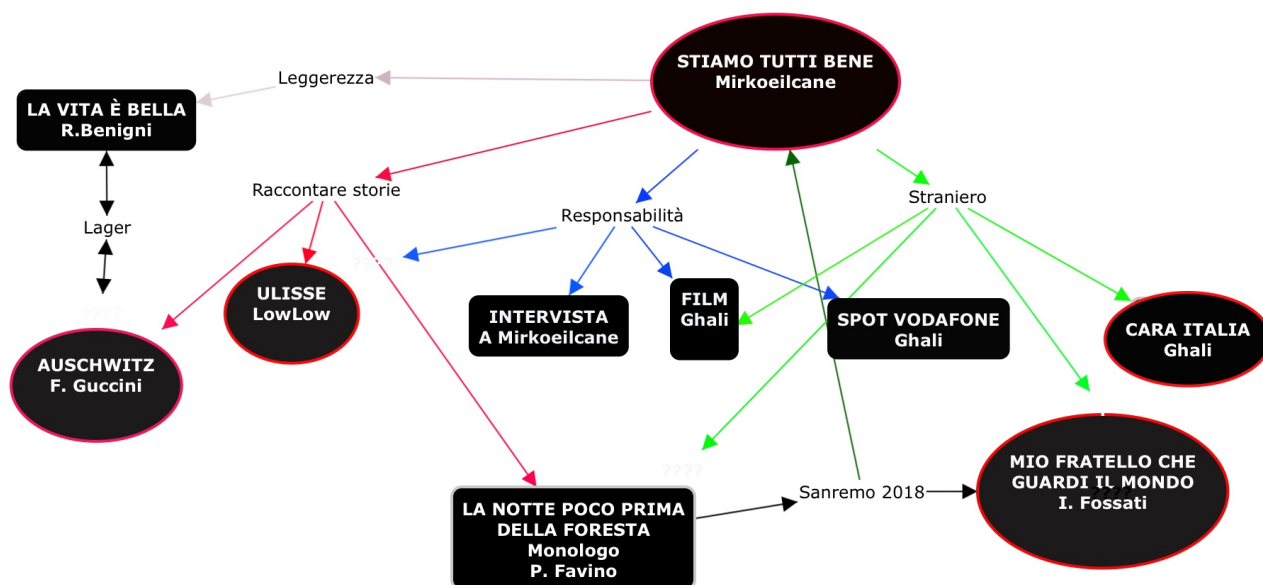 STIAMO TUTTI BENE
Mirkoeilcane
Leggerezza
LA VITA È BELLA
R.Benigni
Raccontare storie
Responsabilità
Straniero
Lager
????
ULISSE
LowLow
INTERVISTA
A Mirkoeilcane
FILM
Ghali
SPOT VODAFONE
Ghali
CARA ITALIA
Ghali
????
AUSCHWITZ
F. Guccini
????
MIO FRATELLO CHE
GUARDI IL MONDO
????
I. Fossati
Sanremo 2018
LA NOTTE POCO PRIMA
DELLA FORESTA
Monologo
P. Favino